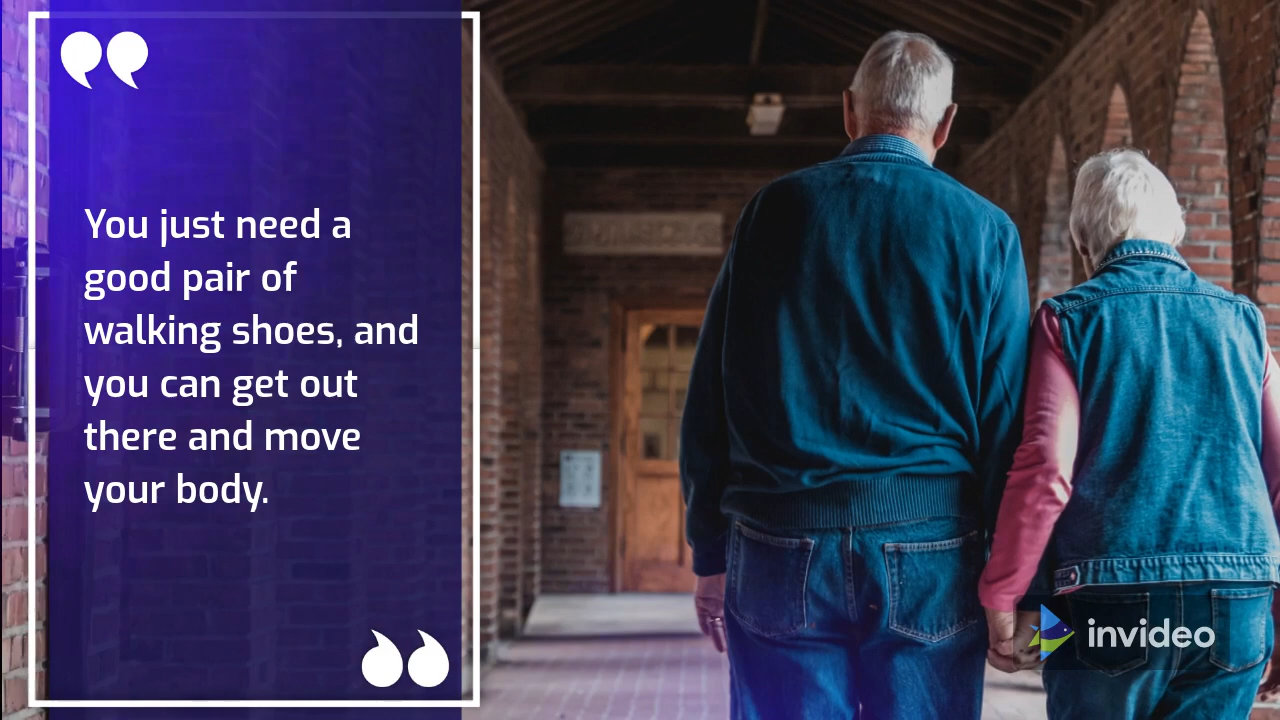 You just need a
good pair of
walking shoes, and
you can get out
there and move
your body.
invideo